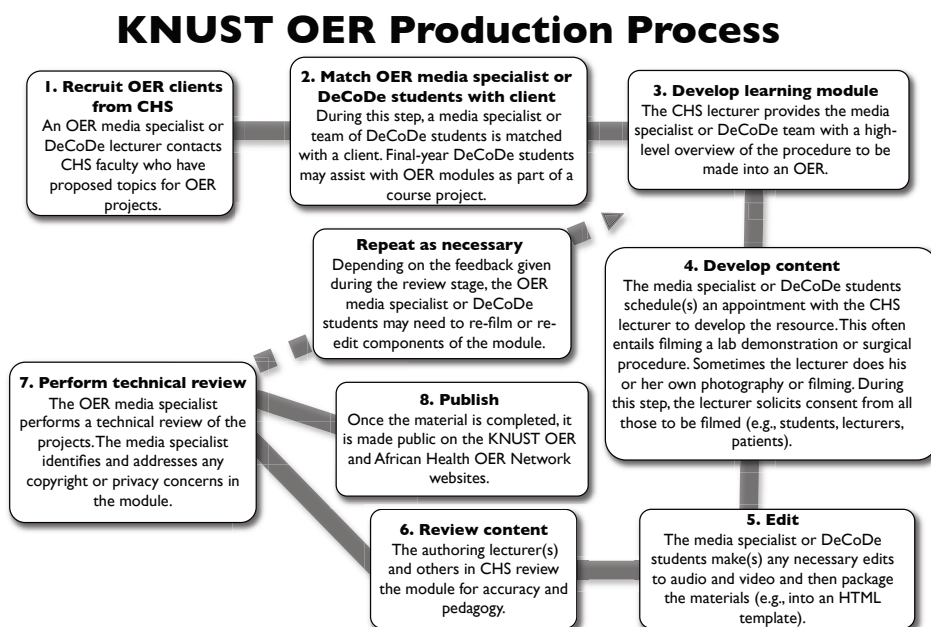 KNUST OER Production Process
1. Recruit OER clients
from CHS
An OER media specialist or
DeCoDe lecturer contacts
CHS faculty who have
proposed topics for OER
projects.
2. Match OER media specialist or
DeCoDe students with client
During this step, a media specialist or
team of DeCoDe students is matched
with a client. Final-year DeCoDe students
may assist with OER modules as part of a
course project.
3. Develop learning module
The CHS lecturer provides the media
specialist or DeCoDe team with a high-
level overview of the procedure to be
made into an OER.
4. Develop content
The media specialist or DeCoDe students
schedule(s) an appointment with the CHS
lecturer to develop the resource. This often
entails filming a lab demonstration or surgical
procedure. Sometimes the lecturer does his
or her own photography or filming. During
this step, the lecturer solicits consent from all
those to be filmed (e.g., students, lecturers,
patients).
5. Edit
The media specialist or DeCoDe
students make(s) any necessary edits
to audio and video and then package
the materials (e.g., into an HTML
template).
6. Review content
The authoring lecturer(s)
and others in CHS review
the module for accuracy and
pedagogy.
7. Perform technical review
The OER media specialist
performs a technical review of the
projects. The media specialist
identifies and addresses any
copyright or privacy concerns in
the module.
Repeat as necessary
Depending on the feedback given
during the review stage, the OER
media specialist or DeCoDe
students may need to re-film or re-
edit components of the module.
8. Publish
Once the material is completed, it
is made public on the KNUST OER
and African Health OER Network
websites.